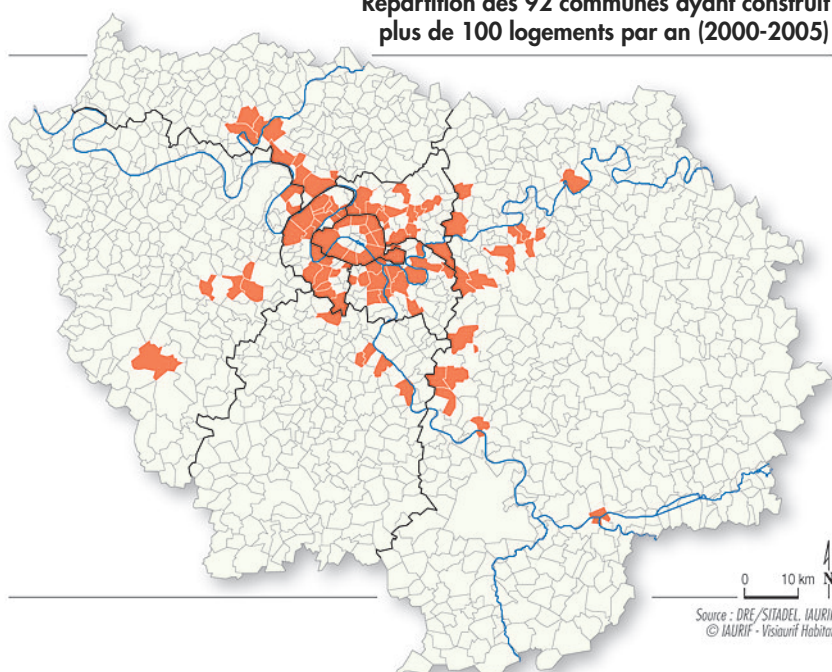 Répartition des 92 communes ayant construit
plus de 100 logements par an (2000-2005)
0 10 km N
Source : DRE/SITADEL. IAURIF
© IAURIF - Visiaurif Habitat